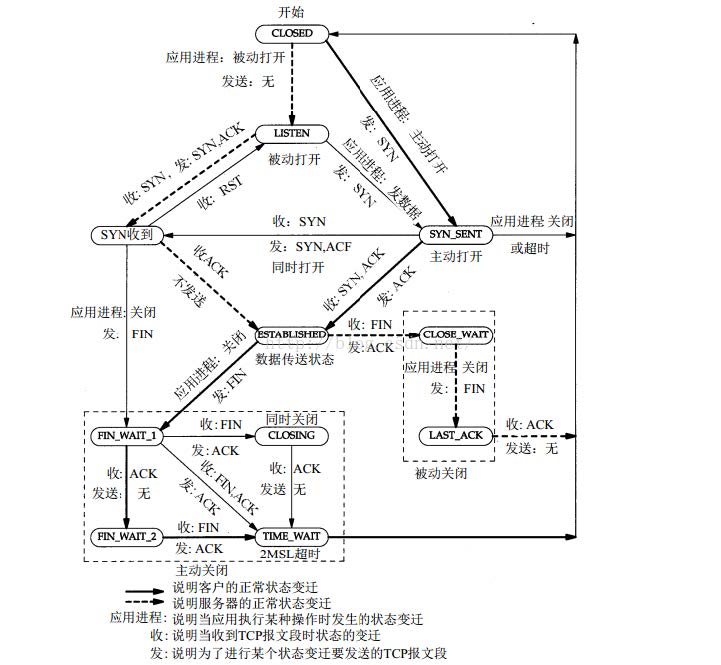 开始
CLOSED
应用进程：被动打开
发送：无
应用进程：主动打开
发：SYN
LISTEN
被动打开
收: SYN，发: SYN,ACK
收: RST
应用进程：发数据
发：SYN
SYN收到
收：SYN
发：SYN,ACF
同时打开
SYN_SENT
主动打开
应用进程 关闭
或超时
收ACK
不发送
收: SYN, ACK
发: ACK
应用进程: 关闭
发: FIN
ESTABLISHED
数据传送状态
收: FIN
发: ACK
CLOSE_WAIT
应用进程 关闭
发: FIN
LAST_ACK
收: ACK
发送：无
被动关闭
应用进程: 关闭
发: FIN
FIN_WAIT_1
收: FIN
发: ACK
同时关闭
CLOSING
收: ACK
发送: 无
收: FIN,ACK
发: ACK
收: ACK
发送 无
FIN_WAIT_2
收: FIN
发: ACK
TIME_WAIT
2MSL超时
主动关闭
说明客户的正常状态变迁
说明服务器的正常状态变迁
应用进程: 说明当应用执行某种操作时发生的状态变迁
收: 说明当收到TCP报文段时状态的变迁
发: 说明为了进行某个状态变迁要发送的TCP报文段